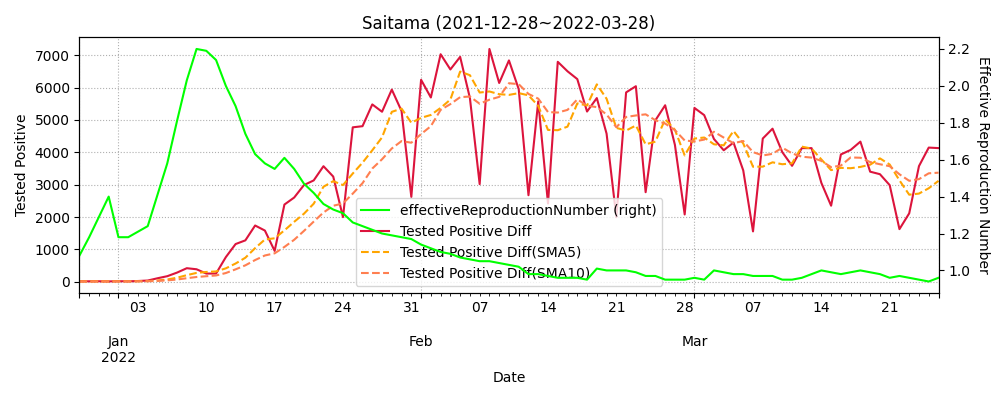 Saitama (2021-12-28~2022-03-28)
7000
6000
5000
4000
3000
2000
1000
0
Tested Positive
2.2
2.0
1.8
1.6
1.4
1.2
1.0
Effective Reproduction Number
effectiveReproductionNumber (right)
Tested Positive Diff
Tested Positive Diff(SMA5)
Tested Positive Diff(SMA10)
03 10 17 24 31 07 14 21 28 07 14 21
Jan Feb Mar
2022
Date